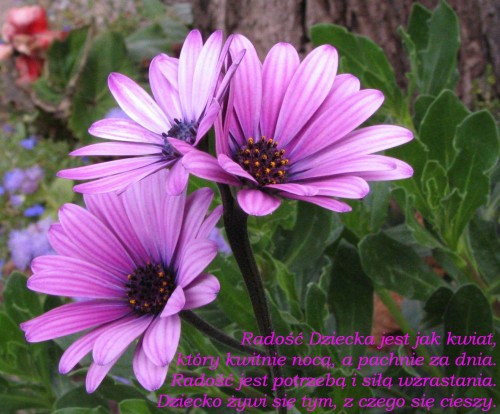 Radość Dziecka jest jak kwiat,
który kwitnie nocą, a pachnie za dnia.
Radość jest potrzebą i siłą wzrastania.
Dziecko żywi się tym, z czego się cieszy.